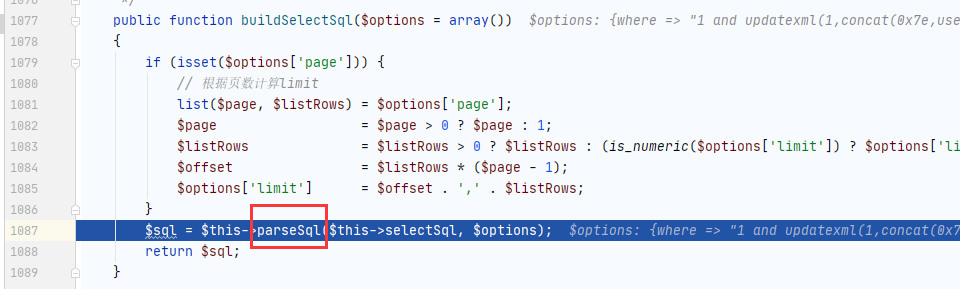 1076 */
1077 public function buildSelectSql($options = array()) $options: {where => "1 and updatexml(1,concat(0x7e,use
1078 {
1079 if (isset($options['page'])) {
1080 // 根据页数计算limit
1081 list($page, $listRows) = $options['page'];
1082 $page = $page > 0 ? $page : 1;
1083 $listRows = $listRows > 0 ? $listRows : (is_numeric($options['limit']) ? $options['li
1084 $offset = $listRows * ($page - 1);
1085 $options['limit'] = $offset . ',' . $listRows;
1086 }
1087 $sql = $this->parseSql($this->selectSql, $options); $options: {where => "1 and updatexml(1,concat(0x7
1088 return $sql;
1089 }